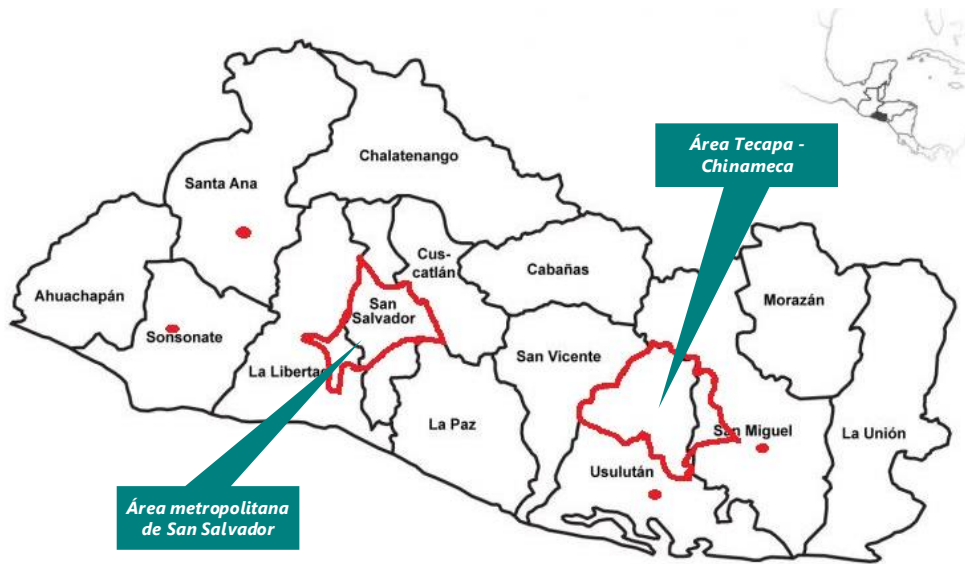 Área Tecapa -
Chinameca
Chalatenango
Santa Ana
Cus-
catlán
Cabañas
Ahuachapán
San
Salvador
Morazán
Sonsonate
San Vicente
La Libertad
La Paz
San Miguel
La Unión
Usulután
Área metropolitana
de San Salvador